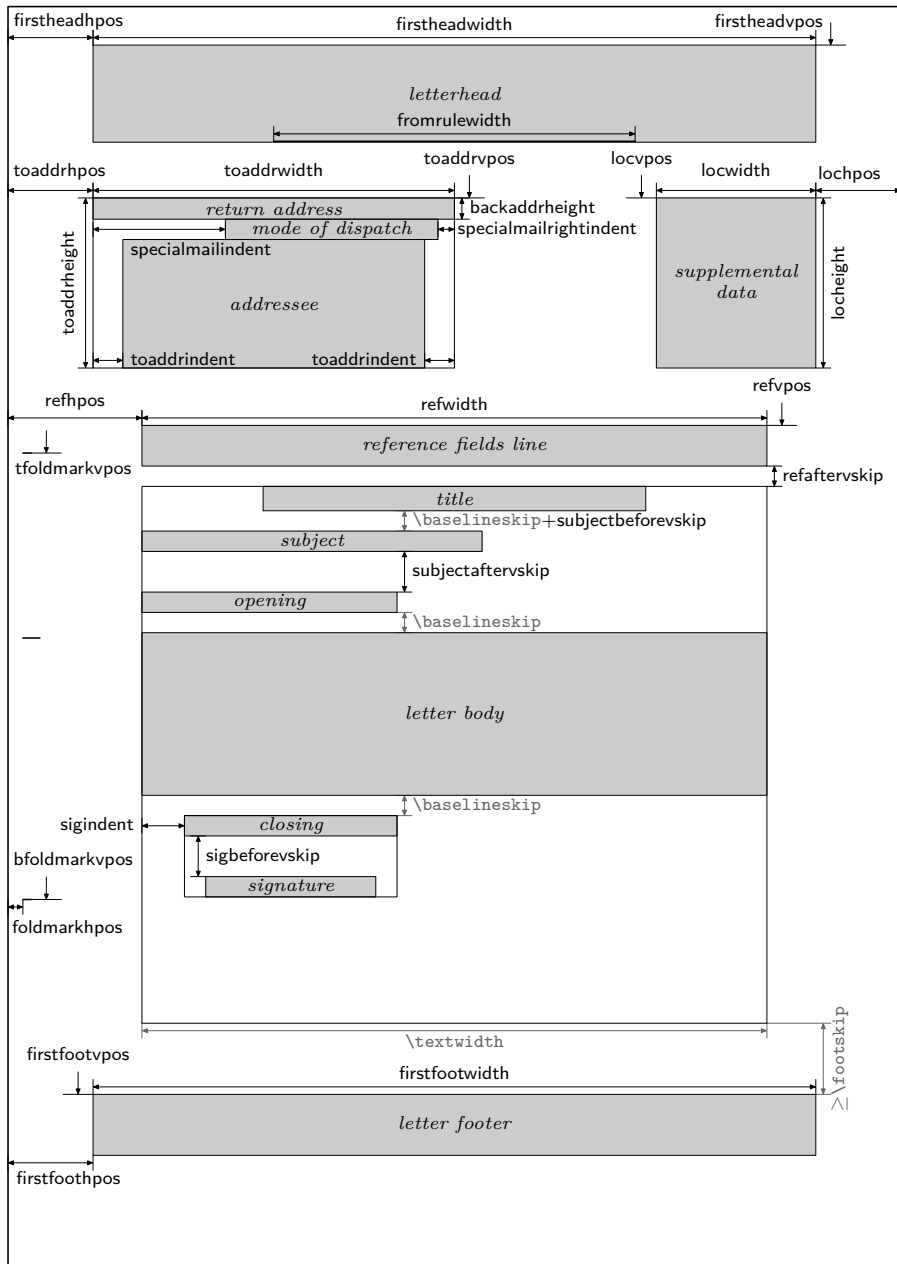 firstheadhpos firstheadwidth firstheadvpos
letterhead
fromrulewidth
toaddrhpos toaddrwidth toaddrvpos locvpos locwidth lochpos
return address backaddrheight
mode of dispatch specialmailrightindent
specialmailindent
toaddrheight
addressee
supplemental
data
locheight
toaddrindent toaddrindent
refhpos refwidth refvpos
reference fields line
tfoldmarkvpos
refaftervskip
title
\baselineskip+subjectbeforevskip
subject
subjectaftervskip
opening
\baselineskip
letter body
\baselineskip
sigindent closing
bfoldmarkvpos sigbeforevskip
signature
foldmarkhpos
\textwidth
≥\footskip
firstfootvpos firstfootwidth
letter footer
firstfoothpos